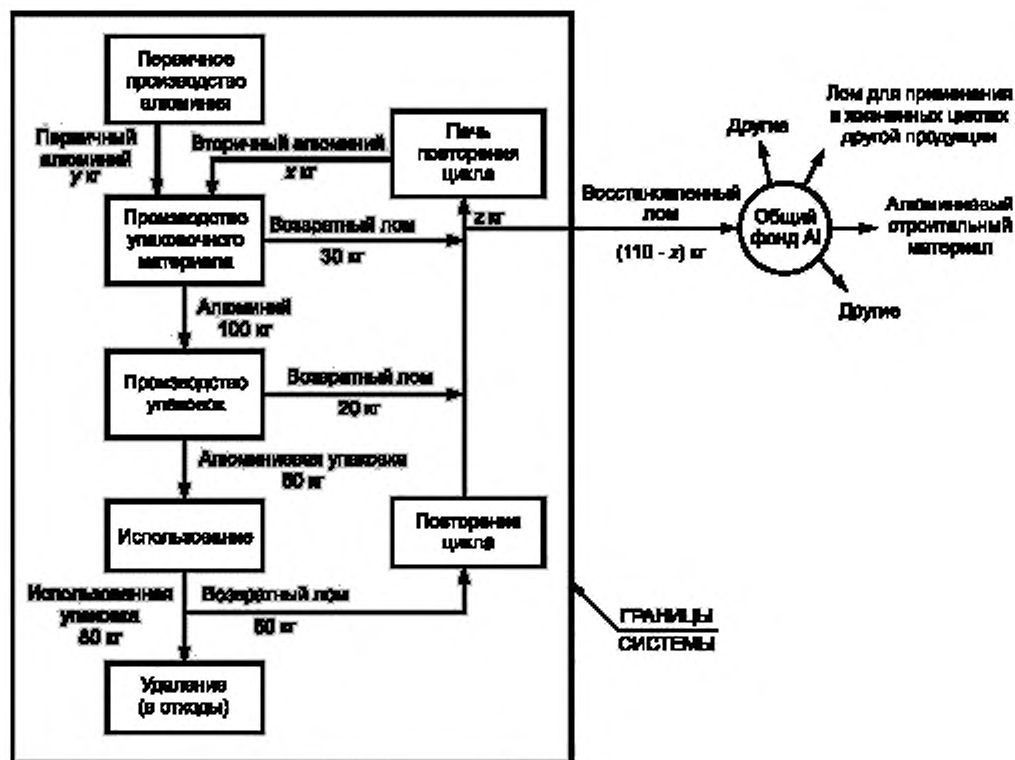 Первичное
производство
алюминия
Первичный
алюминий
y кг
Вторичный алюминий
x кг
Печь
повторения
цикла
Производство
упаковочного
материала
Возвратный лом
30 кг
z кг
Восстановленный
лом
(110 - z) кг
Общий
фонд Al
Другие
Лом для применения
в жизненных циклах
другой продукции
Алюминиевый
строительный
материал
Другие
Алюминий
100 кг
Производство
упаковок
Возвратный лом
20 кг
Алюминиевая упаковка
80 кг
Использование
Повторение
цикла
Использованная
упаковка
80 кг
Возвратный лом
60 кг
Удаление
(в отходы)
ГРАНИЦЫ
СИСТЕМЫ